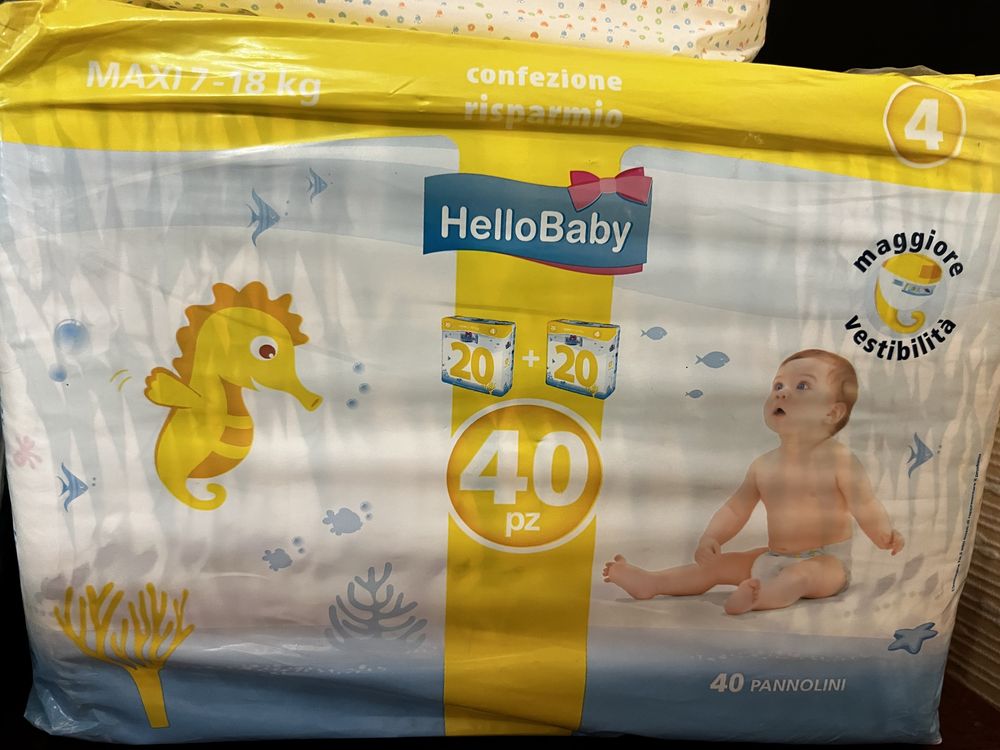 MAXI 7-18 kg
confezione
risparmio
4
HelloBaby
maggiore
vestibilità
20 + 20
40
pz
40 PANNOLINI